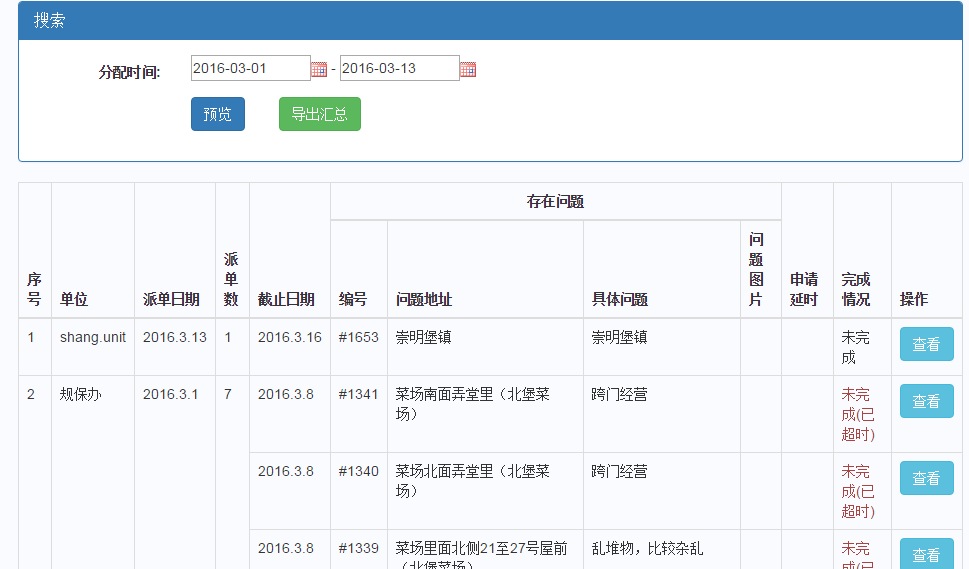 搜索
分配时间: 2016-03-01 - 2016-03-13
预览 导出汇总
序号 单位 派单日期 派单数 截止日期 存在问题 申请延时 完成情况 操作
编号 问题地址 具体问题 问题图片
1 shang.unit 2016.3.13 1 2016.3.16 #1653 崇明堡镇 崇明堡镇 未完成 查看
2 规保办 2016.3.1 7 2016.3.8 #1341 菜场南面弄堂里（北堡菜场） 跨门经营 未完成(已超时) 查看
2016.3.8 #1340 菜场北面弄堂里（北堡菜场） 跨门经营 未完成(已超时) 查看
2016.3.8 #1339 菜场里面北侧21至27号屋前（北堡菜场） 乱堆物，比较杂乱 未完成(已 查看